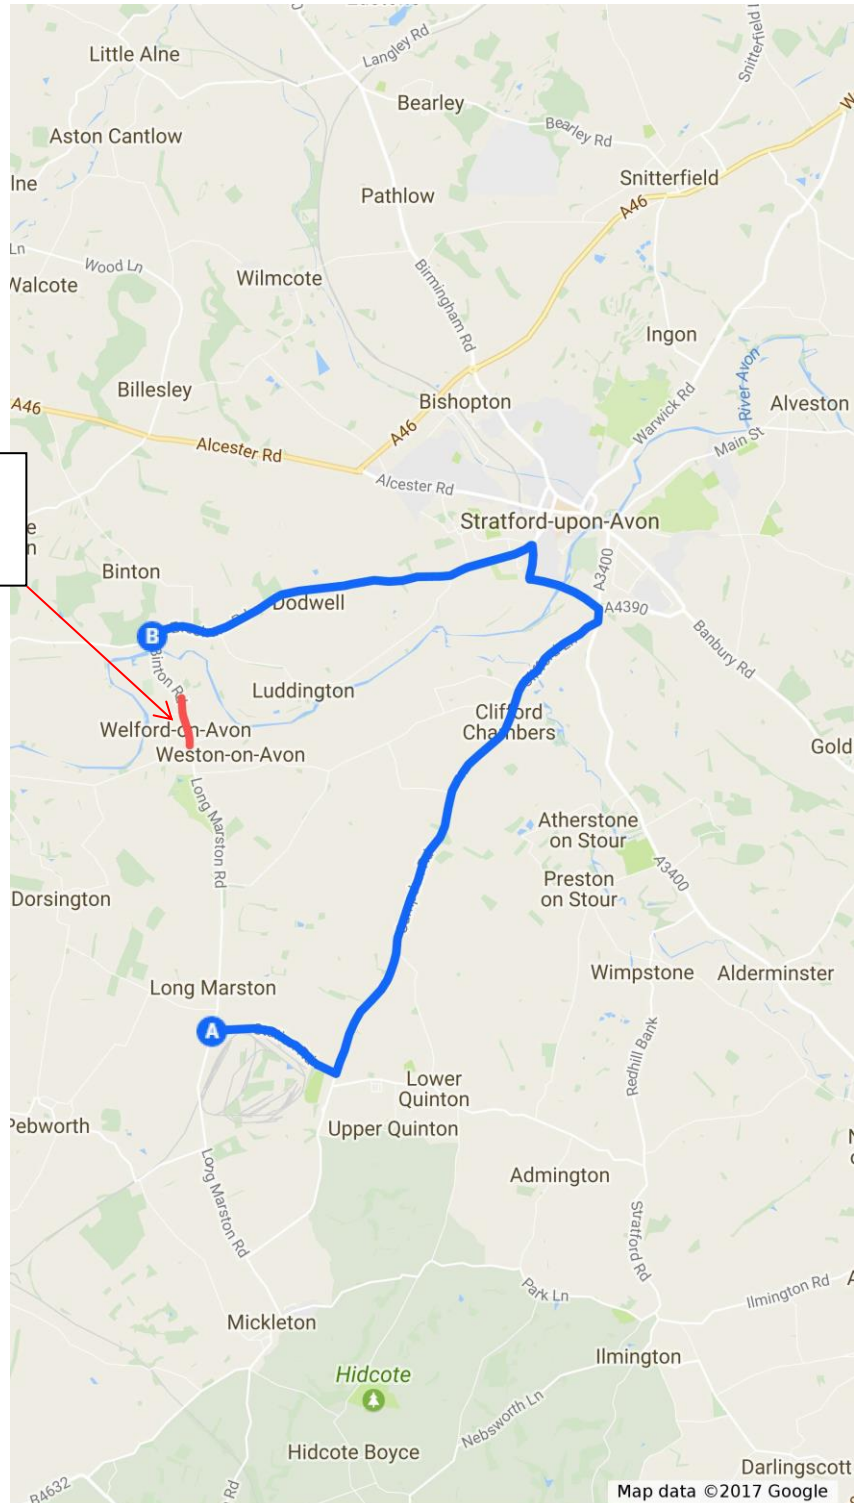 Little Alne
Langley Rd
Snitterfield
Bearley
Aston Cantlow
Bearley Rd
lne
Snitterfield
Pathlow
A46
Ln
Wood Ln
Walcote
Wilmcote
Birmingham Rd
Ingon
River Avon
Billesley
Bishopton
Alveston
A46
Warwick Rd
A46
Main St
Alcester Rd
Alcester Rd
Stratford-upon-Avon
e
n
Binton
A3400
Dodwell
A4390
B
Banbury Rd
Binton Rd
Luddington
Clifford
Chambers
Welford-on-Avon
Weston-on-Avon
Gold
Long Marston Rd
Atherstone
on Stour
A3400
Preston
on Stour
Dorsington
Wimpstone
Alderminster
Long Marston
A
Redhill Bank
Lower
Quinton
Pebworth
Upper Quinton
Long Marston Rd
Admington
Stratford Rd
Park Ln
Ilmington Rd
Mickleton
Ilmington
Hidcote
Nebsworth Ln
Hidcote Boyce
Darlingscott
B4632
Rd
Map data ©2017 Google